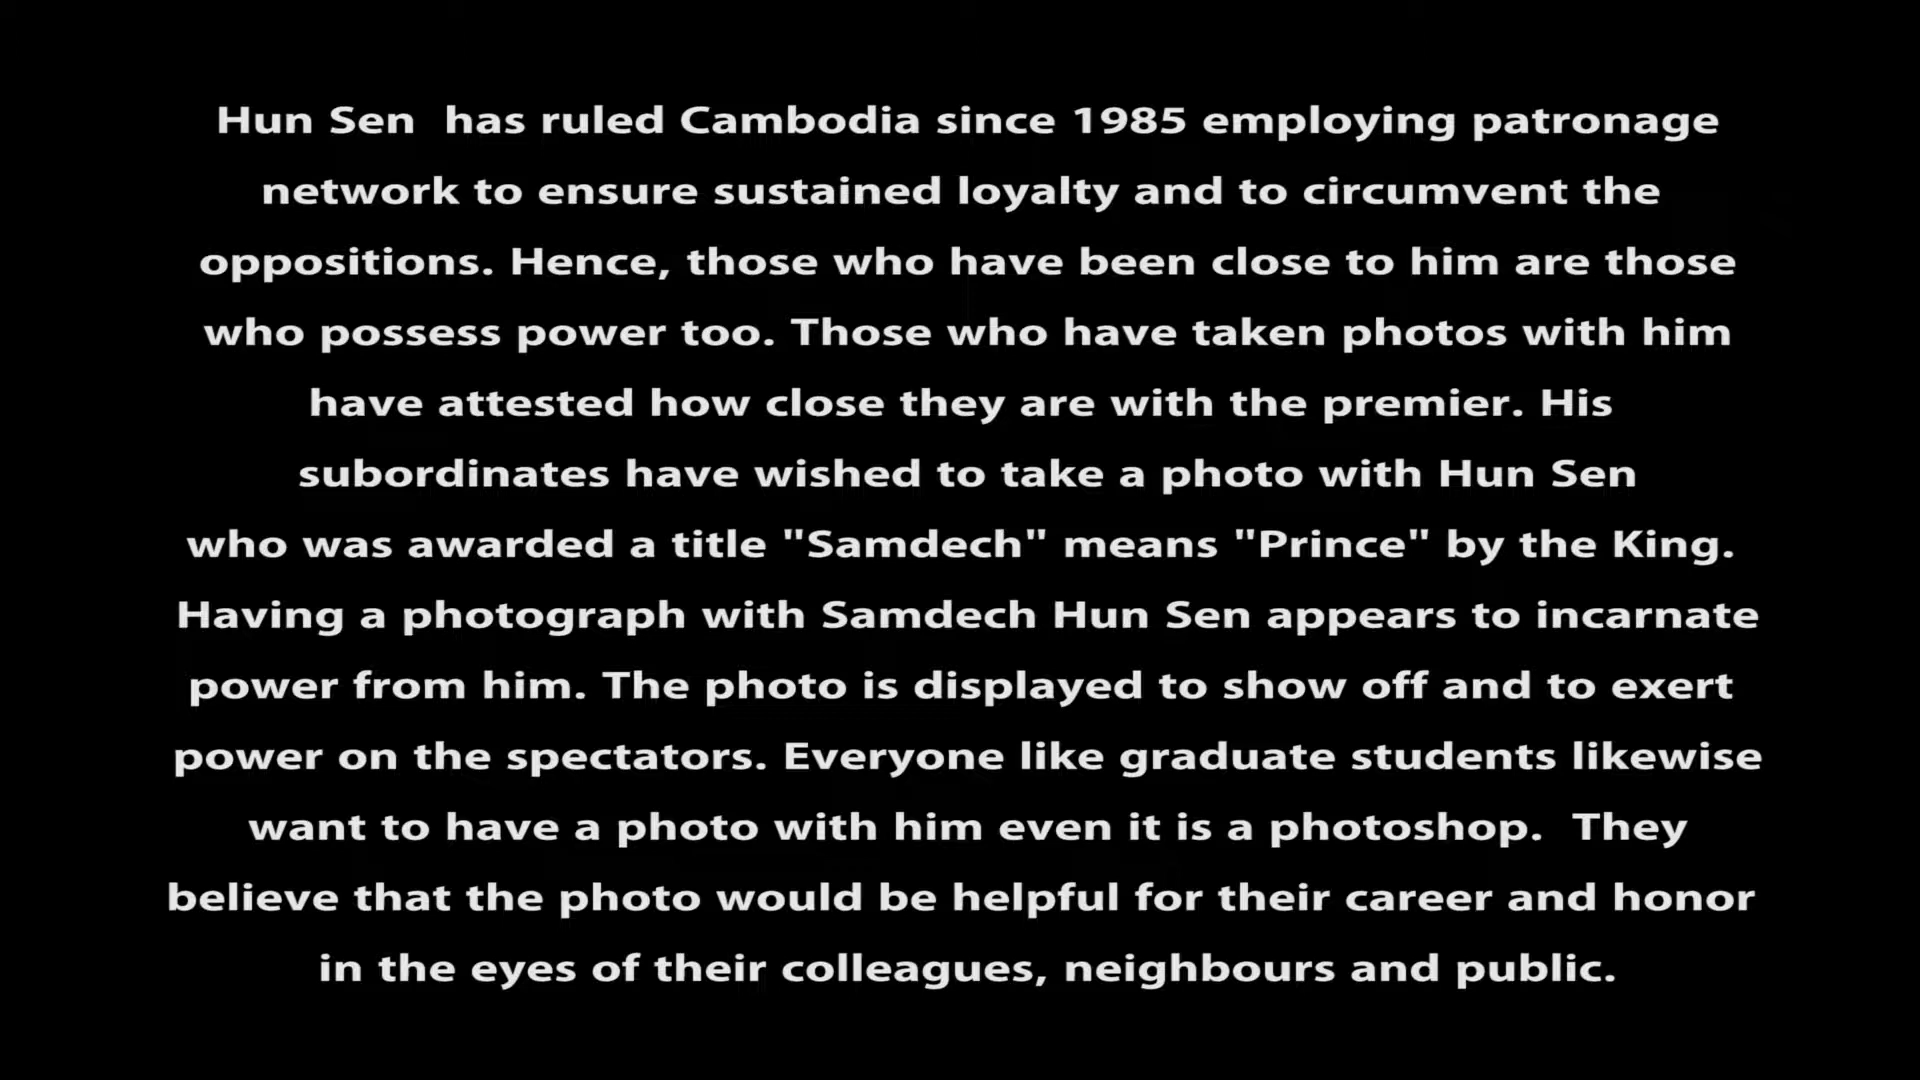 Hun Sen  has ruled Cambodia since 1985 employing patronage
network to ensure sustained loyalty and to circumvent the
oppositions. Hence, those who have been close to him are those
who possess power too. Those who have taken photos with him
have attested how close they are with the premier. His
subordinates have wished to take a photo with Hun Sen
who was awarded a title "Samdech" means "Prince" by the King.
Having a photograph with Samdech Hun Sen appears to incarnate
power from him. The photo is displayed to show off and to exert
power on the spectators. Everyone like graduate students likewise
want to have a photo with him even it is a photoshop.  They
believe that the photo would be helpful for their career and honor
in the eyes of their colleagues, neighbours and public.